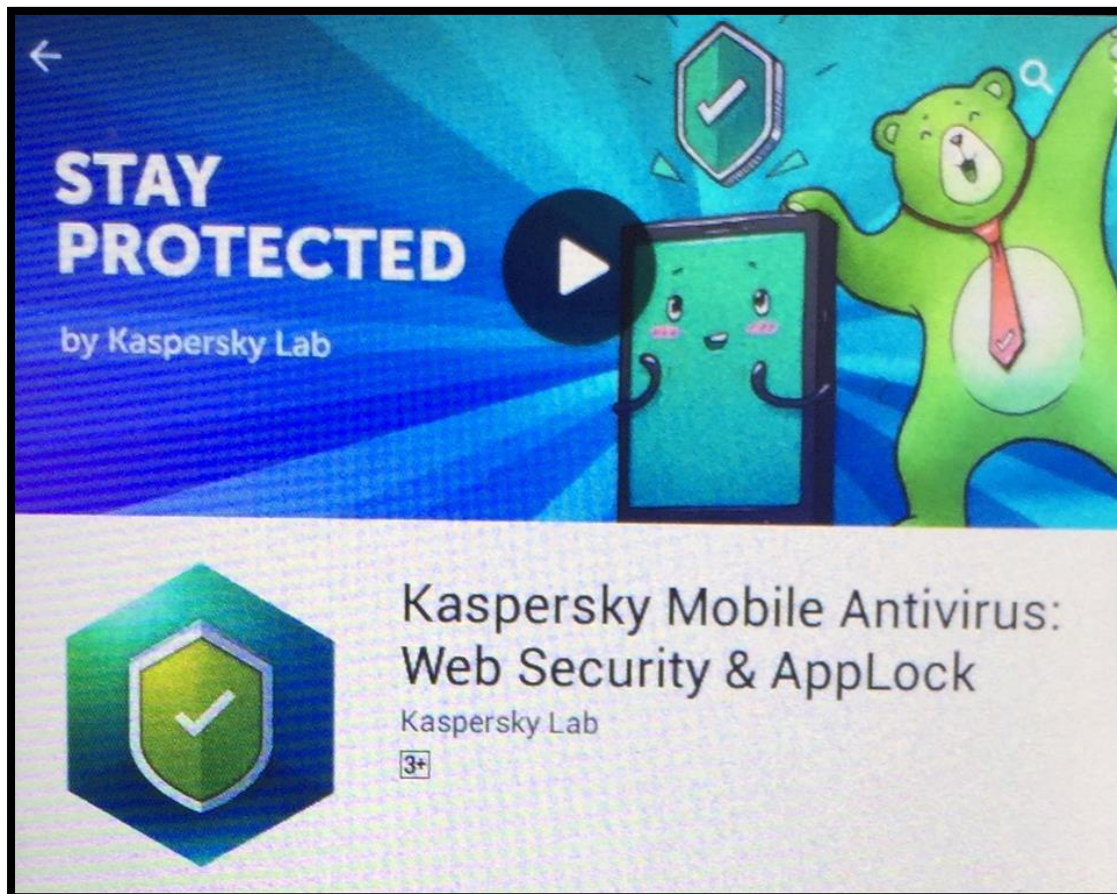 STAY
PROTECTED
by Kaspersky Lab
Kaspersky Mobile Antivirus:
Web Security & AppLock
Kaspersky Lab
3+